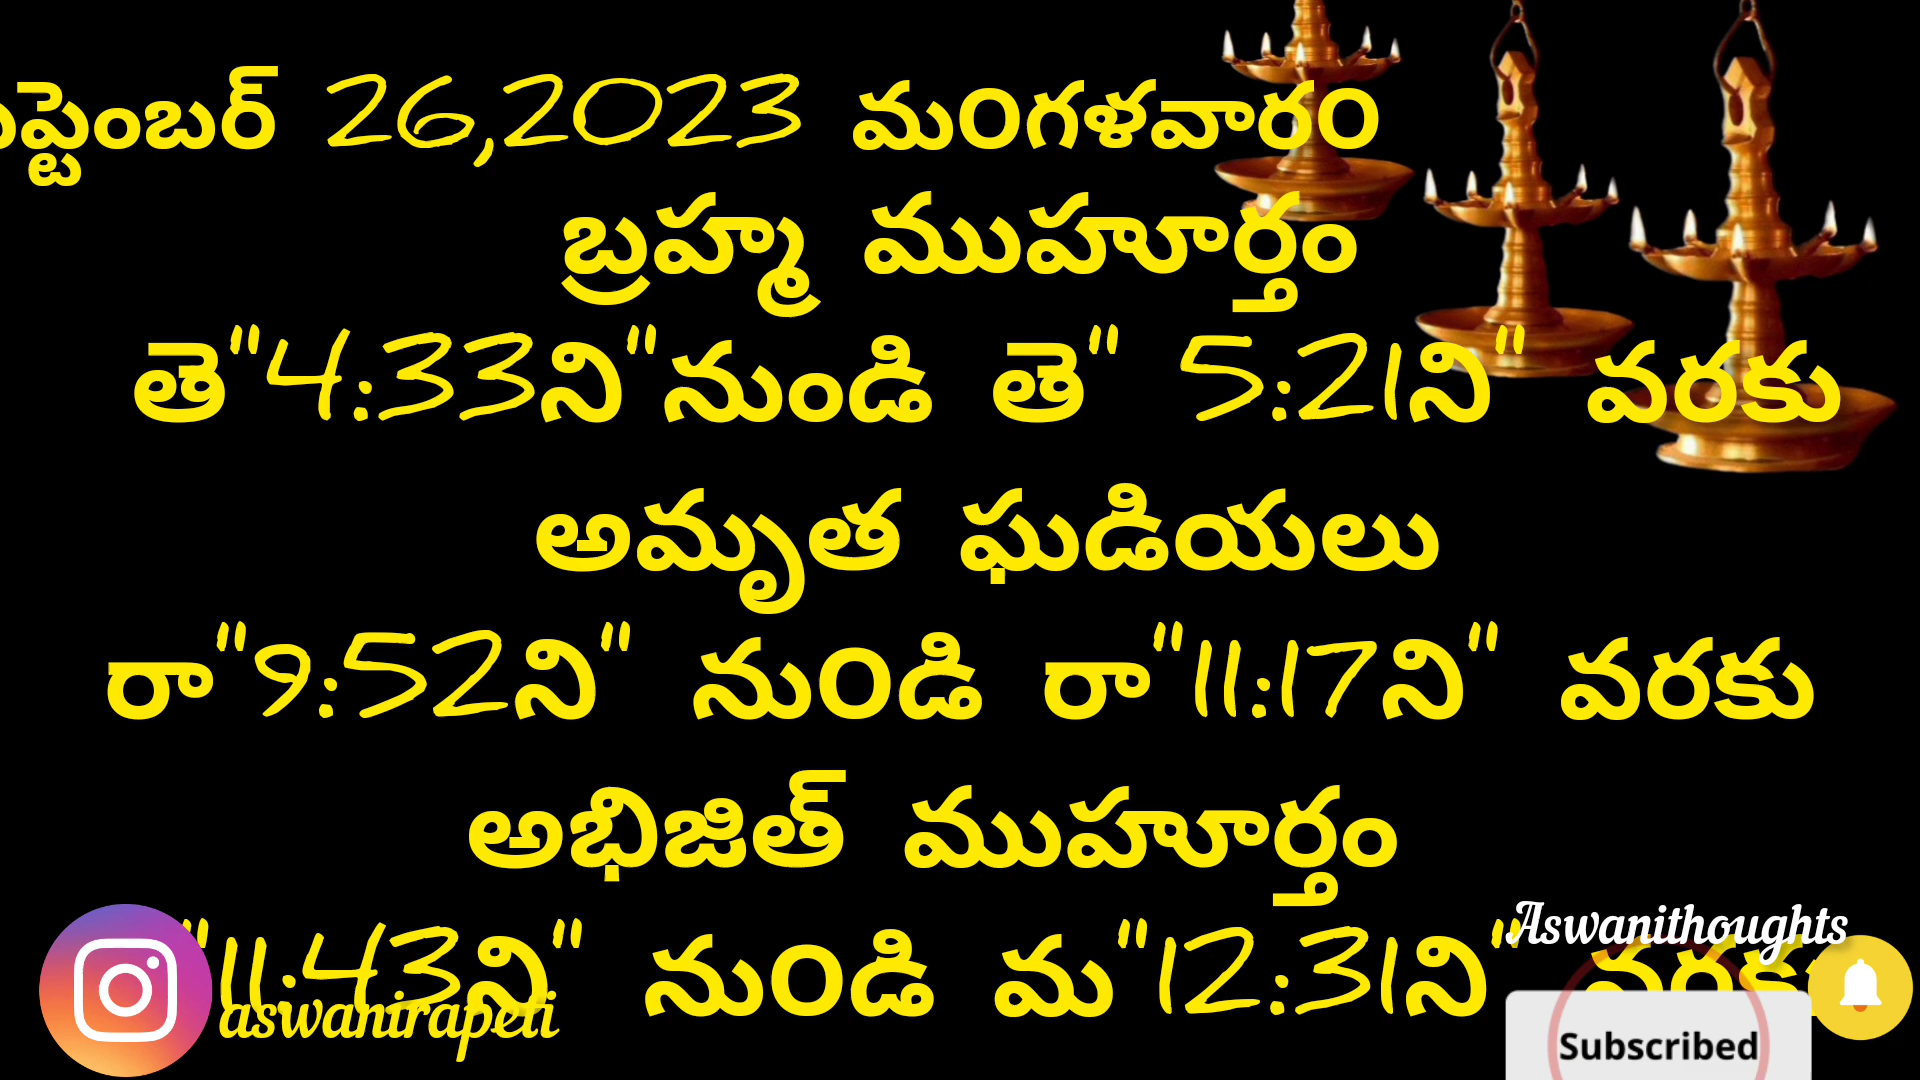 26,2023 మంగళవారం
బ్రహ్మ ముహూర్తం
తె"4:33ని"నుండి తె" 5:21ని" వరకు
అమృత ఘడియలు
రా"9:52ని" నుండి రా"11:17ని" వరకు
అభిజిత్ ముహూర్తం
"11:43ని" నుండి మ"12:31ని" వరకు
Aswanithoughts
aswanirapeti
Subscribed